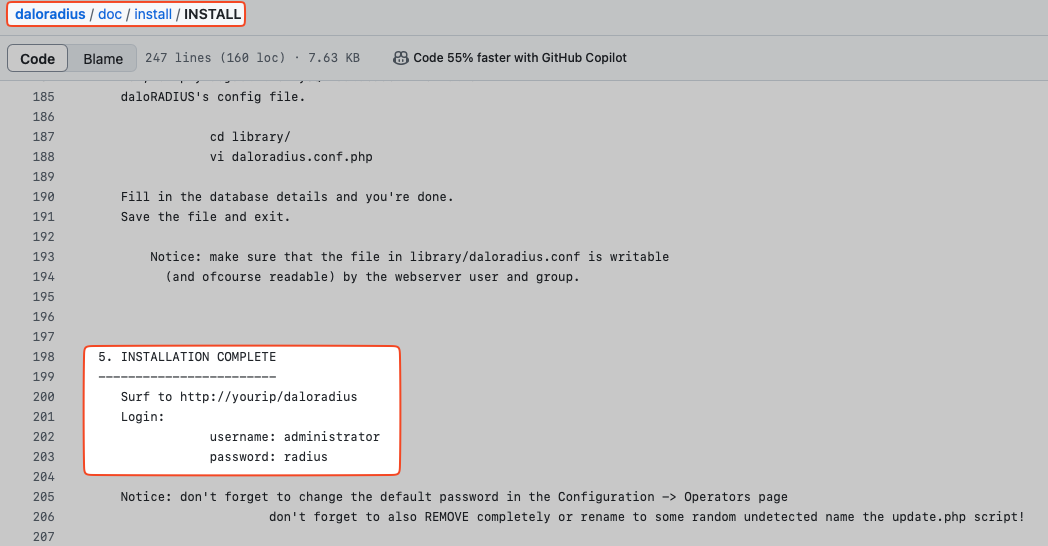 daloradius / doc / install / INSTALL
Code Blame 247 lines (160 loc) · 7.63 KB Code 55% faster with GitHub Copilot
185 daloRADIUS's config file.
186
187 cd library/
188 vi daloradius.conf.php
189
190 Fill in the database details and you're done.
191 Save the file and exit.
192
193 Notice: make sure that the file in library/daloradius.conf is writable
194 (and ofcourse readable) by the webserver user and group.
195
196
197
198 5. INSTALLATION COMPLETE
199 ------------------------
200 Surf to http://yourip/daloradius
201 Login:
202 username: administrator
203 password: radius
204
205 Notice: don't forget to change the default password in the Configuration -> Operators page
206 don't forget to also REMOVE completely or rename to some random undetected name the update.php script!
207